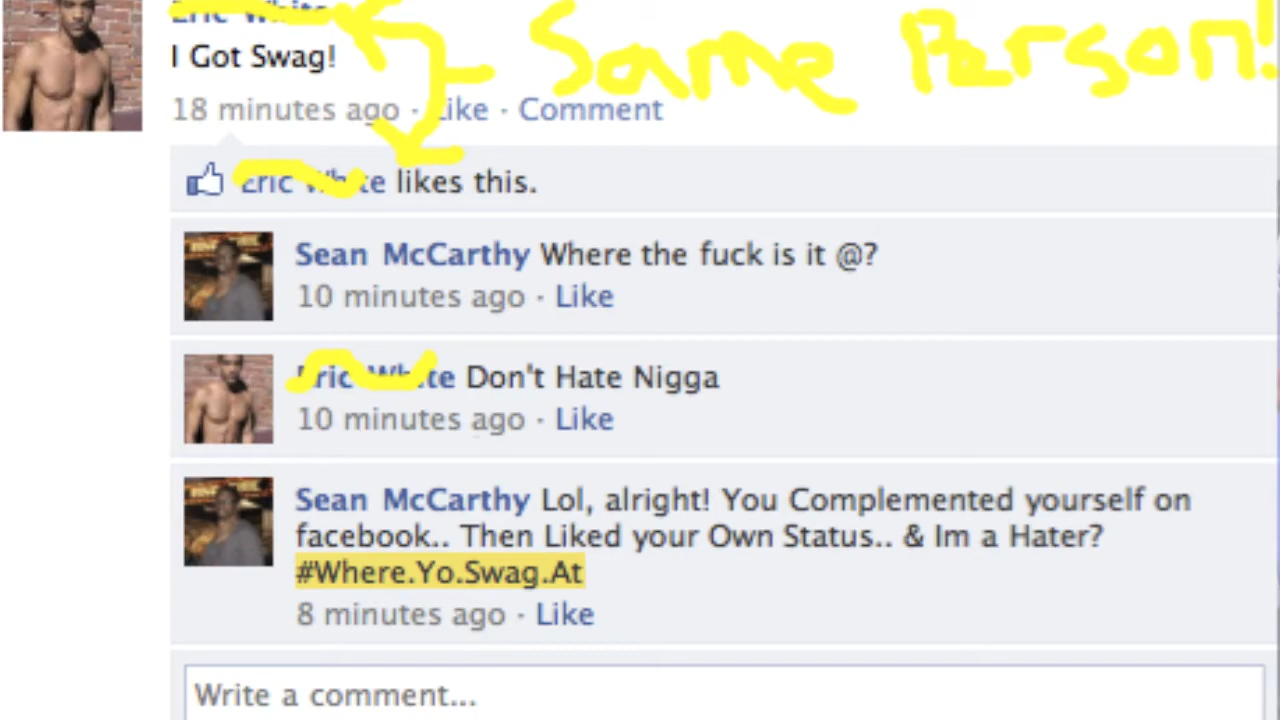 Eric White
Same Person!
I Got Swag!
18 minutes ago · Like · Comment
Eric White likes this.
Sean McCarthy Where the fuck is it @?
10 minutes ago · Like
Eric White Don't Hate Nigga
10 minutes ago · Like
Sean McCarthy Lol, alright! You Complemented yourself on
facebook.. Then Liked your Own Status.. & Im a Hater?
#Where.Yo.Swag.At
8 minutes ago · Like
Write a comment...